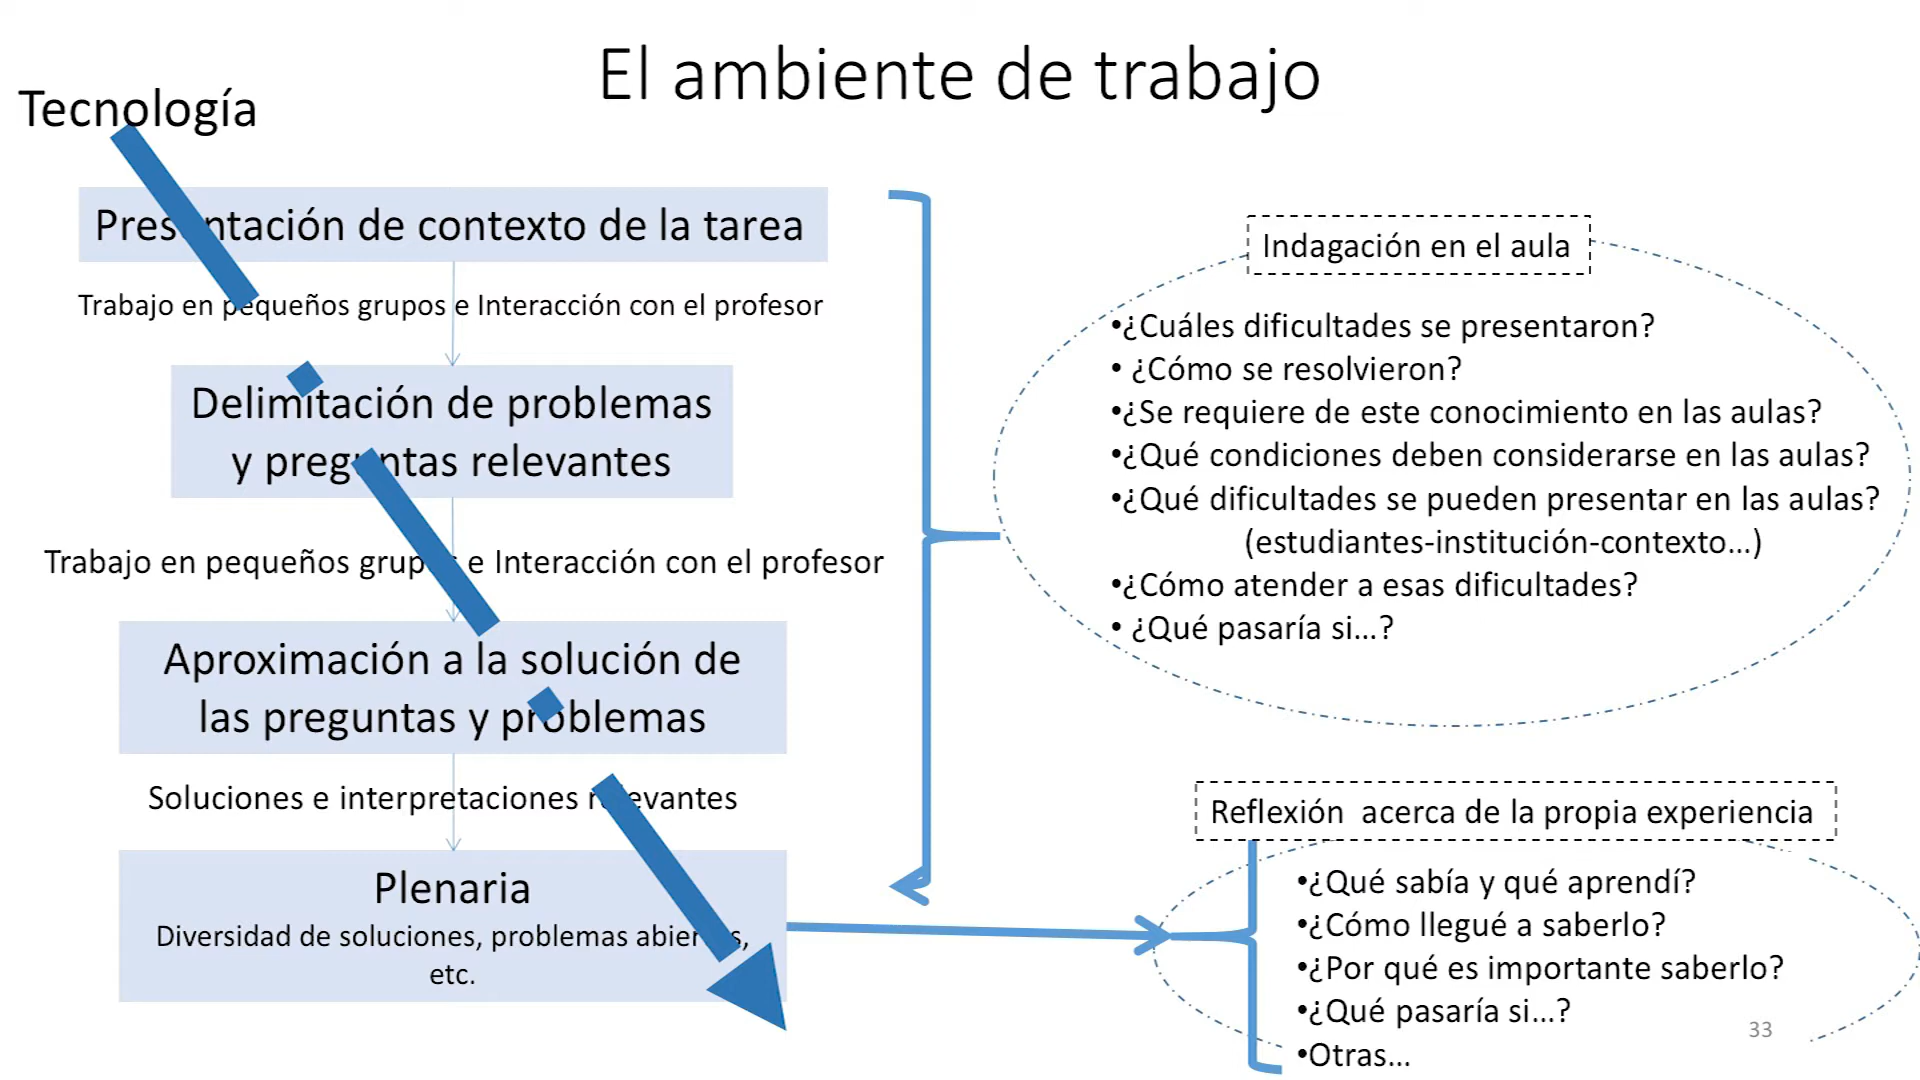 El ambiente de trabajo
Tecnología
Presentación de contexto de la tarea
Trabajo en pequeños grupos e Interacción con el profesor
Delimitación de problemas
y preguntas relevantes
Trabajo en pequeños grupos e Interacción con el profesor
Aproximación a la solución de
las preguntas y problemas
Soluciones e interpretaciones relevantes
Plenaria
Diversidad de soluciones, problemas abiertos,
etc.
Indagación en el aula
•¿Cuáles dificultades se presentaron?
• ¿Cómo se resolvieron?
•¿Se requiere de este conocimiento en las aulas?
•¿Qué condiciones deben considerarse en las aulas?
•¿Qué dificultades se pueden presentar en las aulas?
(estudiantes-institución-contexto...)
•¿Cómo atender a esas dificultades?
• ¿Qué pasaría si...?
Reflexión acerca de la propia experiencia
•¿Qué sabía y qué aprendí?
•¿Cómo llegué a saberlo?
•¿Por qué es importante saberlo?
•¿Qué pasaría si...?
•Otras...
33